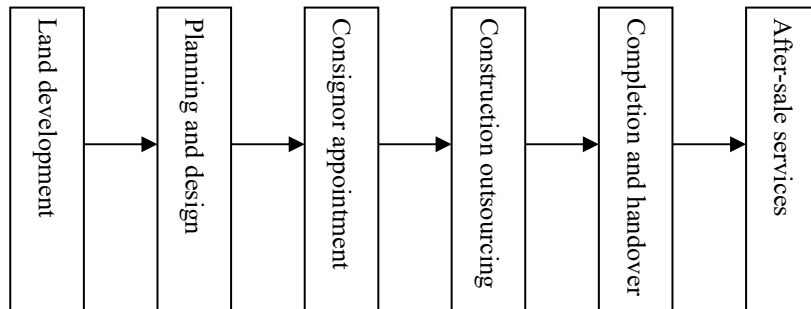 Land development
Planning and design
Consignor appointment
Construction outsourcing
Completion and handover
After-sale services